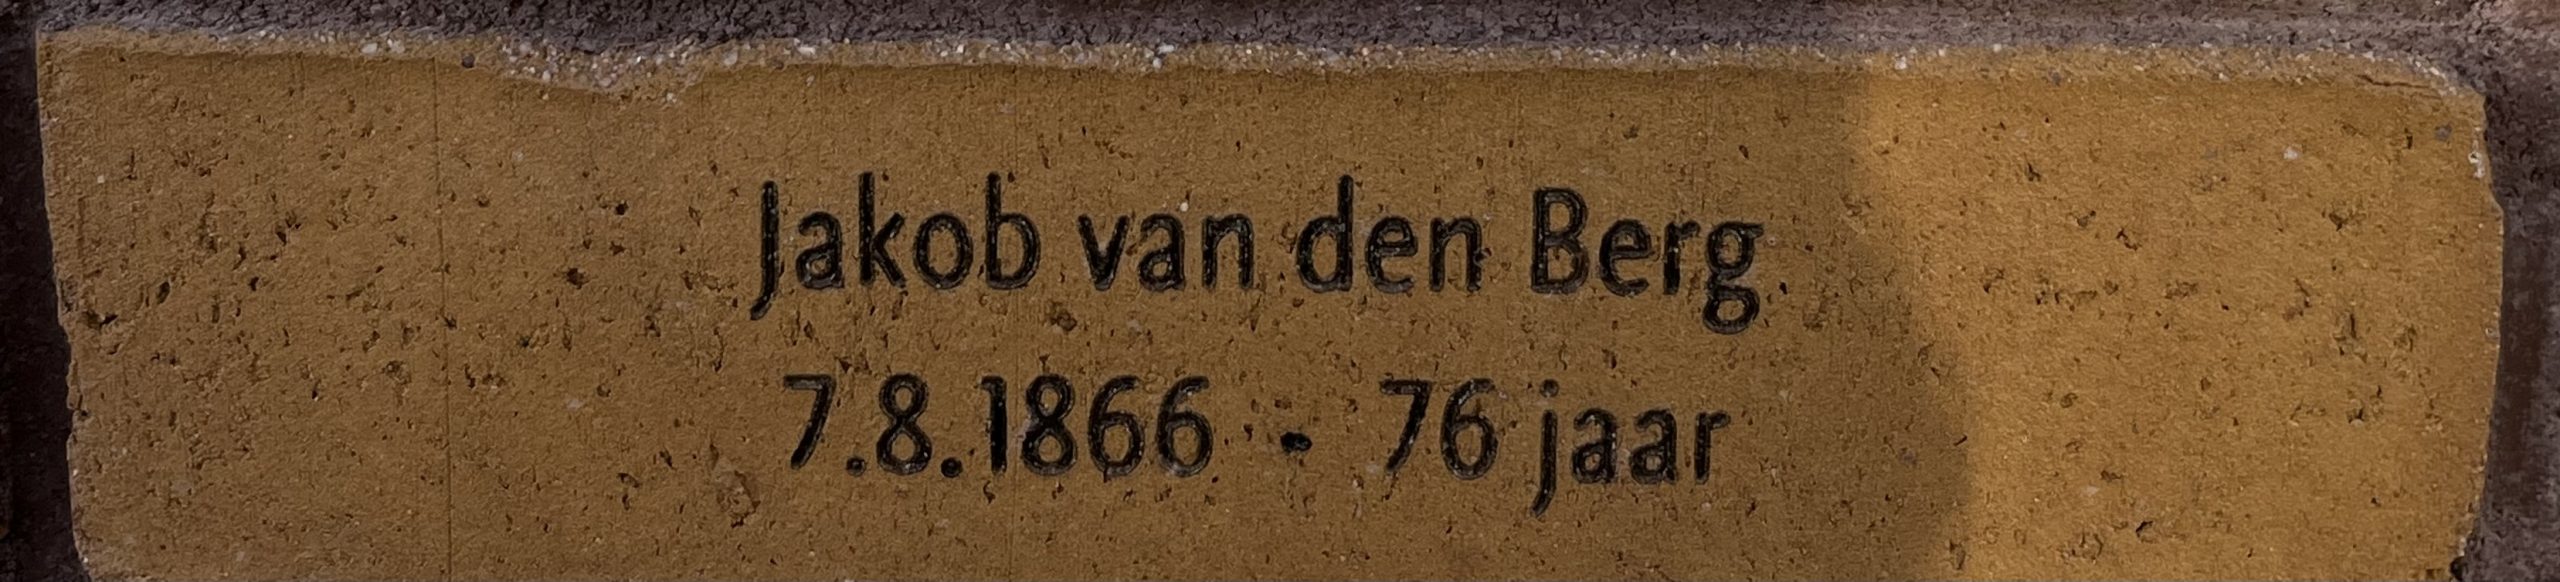 Jakob van den Berg
7.8.1866 • 76 jaar